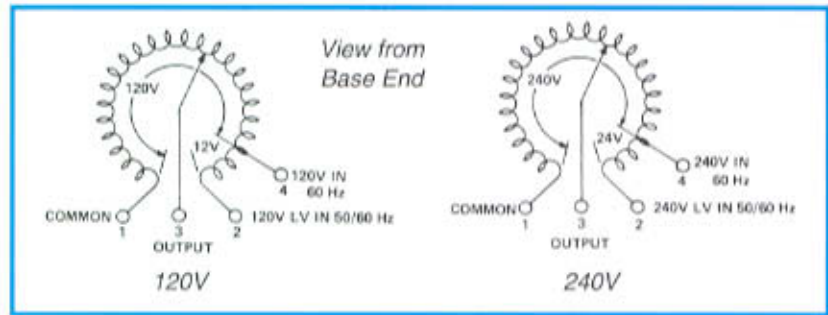 View from
Base End
120V
12V
120V IN
4
60 Hz
COMMON
120V LV IN 50/60 Hz
1
3
2
OUTPUT
120V
240V
24V
240V IN
4
60 Hz
COMMON
240V LV IN 50/60 Hz
1
3
2
OUTPUT
240V